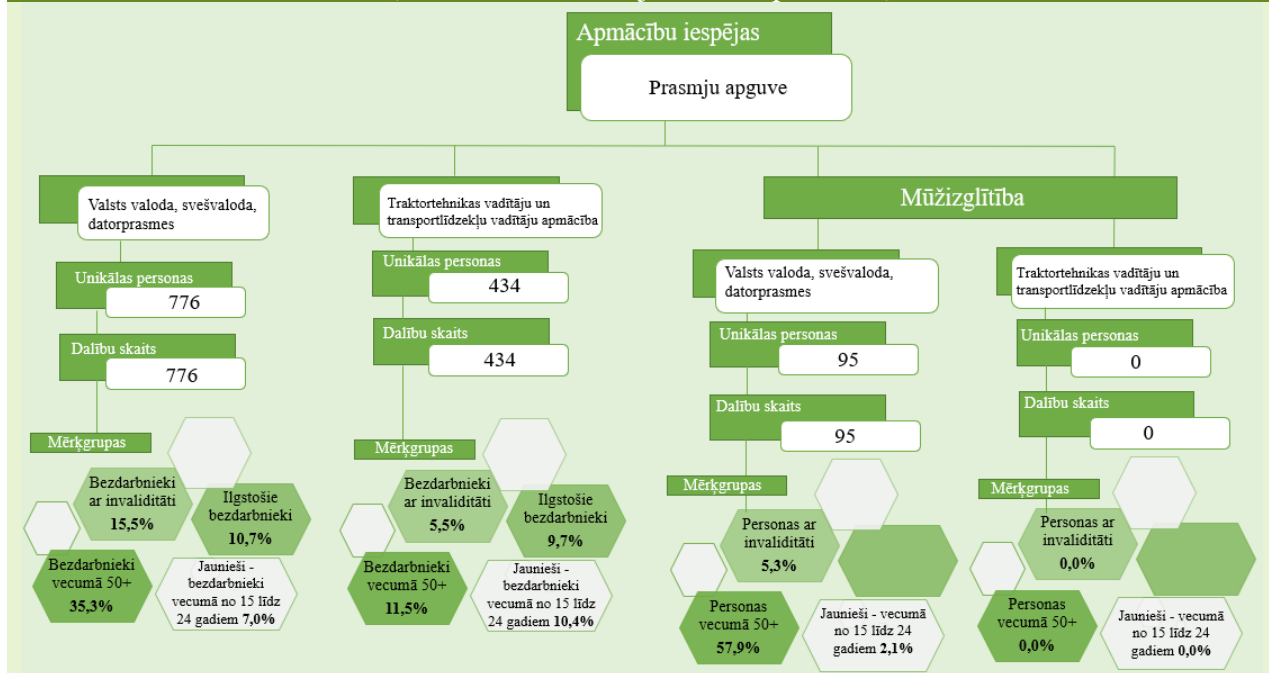 Apmācību iespējas
Prasmju apguve
Valsts valoda, svešvaloda,
datorprasmes
Unikālas personas
776
Dalību skaits
776
Mērķgrupas
Bezdarbnieki
ar invaliditāti
15,5%
Ilgstošie
bezdarbnieki
10,7%
Bezdarbnieki
vecumā 50+
35,3%
Jaunieši -
bezdarbnieki
vecumā no 15 līdz
24 gadiem 7,0%
Traktortehnikas vadītāju un
transportlīdzekļu vadītāju apmācība
Unikālas personas
434
Dalību skaits
434
Mērķgrupas
Bezdarbnieki
ar invaliditāti
5,5%
Ilgstošie
bezdarbnieki
9,7%
Bezdarbnieki
vecumā 50+
11,5%
Jaunieši -
bezdarbnieki
vecumā no 15 līdz
24 gadiem 10,4%
Mūžizglītība
Valsts valoda, svešvaloda,
datorprasmes
Unikālas personas
95
Dalību skaits
95
Mērķgrupas
Personas ar
invaliditāti
5,3%
Personas
vecumā 50+
57,9%
Jaunieši - vecumā
no 15 līdz 24
gadiem 2,1%
Traktortehnikas vadītāju un
transportlīdzekļu vadītāju apmācība
Unikālas personas
0
Dalību skaits
0
Mērķgrupas
Personas ar
invaliditāti
0,0%
Personas
vecumā 50+
0,0%
Jaunieši - vecumā
no 15 līdz 24
gadiem 0,0%